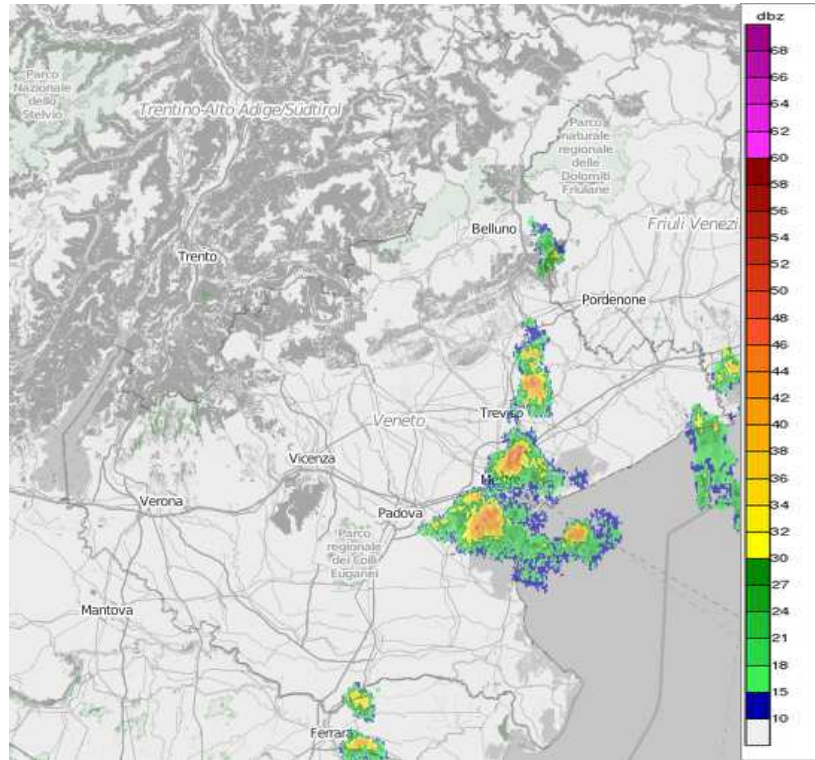 dbz
68
66
64
62
60
58
56
54
52
50
48
46
44
42
40
38
36
34
32
30
27
24
21
18
15
10
Parco
Nazionale
dello
Stelvio
Trentino-Alto Adige/Südtirol
Parco
naturale
regionale
delle
Dolomiti
Friulane
Belluno
Friuli Venezi
Trento
Pordenone
Treviso
Veneto
Vicenza
Verona
Padova
Parco
regionale
dei Colli
Euganei
Mantova
Ferrara